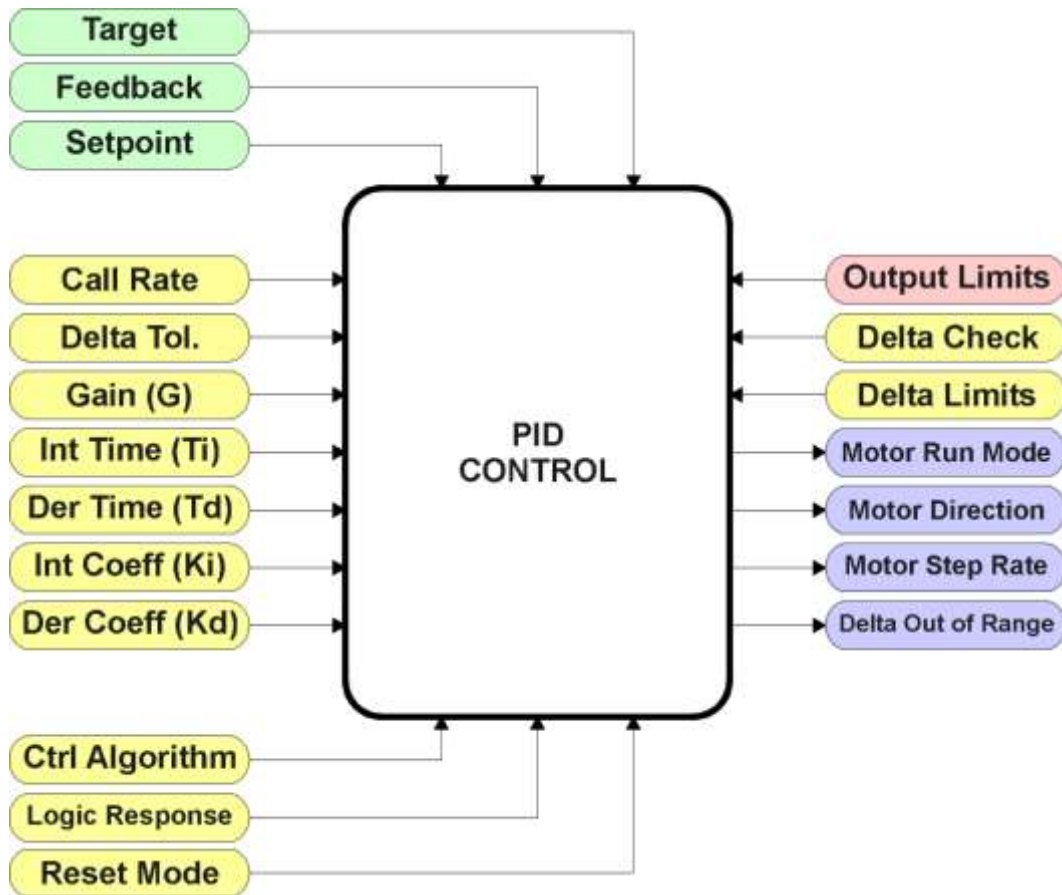 Target
Feedback
Setpoint
Call Rate
Delta Tol.
Gain (G)
Int Time (Ti)
Der Time (Td)
Int Coeff (Ki)
Der Coeff (Kd)
PID
CONTROL
Output Limits
Delta Check
Delta Limits
Motor Run Mode
Motor Direction
Motor Step Rate
Delta Out of Range
Ctrl Algorithm
Logic Response
Reset Mode